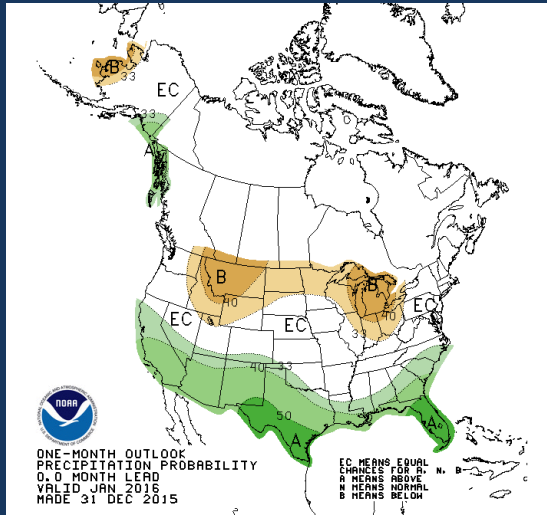 B
33
EC
33
A
B
40
EC
EC
B
40
33
EC
40
33
50
A
A
NOAA
ONE-MONTH OUTLOOK
PRECIPITATION PROBABILITY
0.0 MONTH LEAD
VALID JAN 2016
MADE 31 DEC 2015
EC MEANS EQUAL
CHANCES FOR A, N, B
A MEANS ABOVE
N MEANS NORMAL
B MEANS BELOW